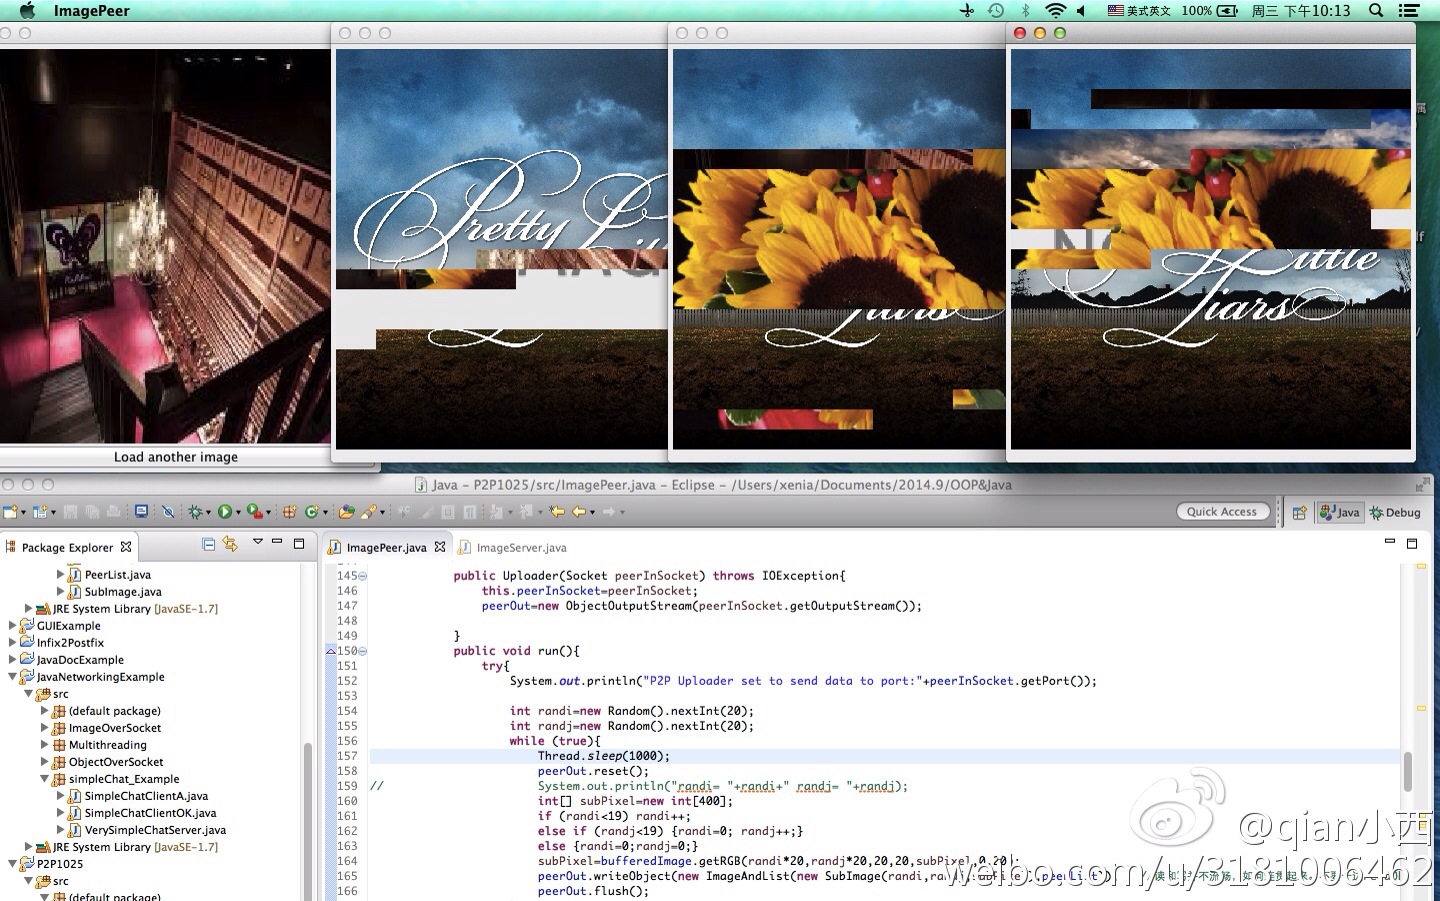 ImagePeer
美式英文 100% 周三 下午10:13
Pretty
Little
Liars
Liars
Load another image
Java - P2P1025/src/ImagePeer.java - Eclipse - /Users/xenia/Documents/2014.9/OOP&Java
Quick Access
Java
Debug
Package Explorer
ImagePeer.java
ImageServer.java
PeerList.java
SubImage.java
JRE System Library [JavaSE-1.7]
GUIExample
Infix2Postfix
JavaDocExample
JavaNetworkingExample
src
(default package)
ImageOverSocket
Multithreading
ObjectOverSocket
simpleChat_Example
SimpleChatClientA.java
SimpleChatClientOK.java
VerySimpleChatServer.java
JRE System Library [JavaSE-1.7]
P2P1025
src
(default package)
145 public Uploader(Socket peerInSocket) throws IOException{
146 this.peerInSocket=peerInSocket;
147 peerOut=new ObjectOutputStream(peerInSocket.getOutputStream());
148
149 }
150 public void run(){
151 try{
152 System.out.println("P2P Uploader set to send data to port:"+peerInSocket.getPort());
153
154 int randi=new Random().nextInt(20);
155 int randj=new Random().nextInt(20);
156 while (true){
157 Thread.sleep(1000);
158 peerOut.reset();
159 // System.out.println("randi= "+randi+" randj= "+randj);
160 int[] subPixel=new int[400];
161 if (randi<19) randi++;
162 else if (randj<19) {randi=0; randj++;}
163 else {randi=0;randj=0;}
164 subPixel=bufferedImage.getRGB(randi*20,randj*20,20,20,subPixel,0,20);
165 peerOut.writeObject(new ImageAndList(new SubImage(randi,
166 peerOut.flush();
@qian小西
weibo.com/u/3181006462